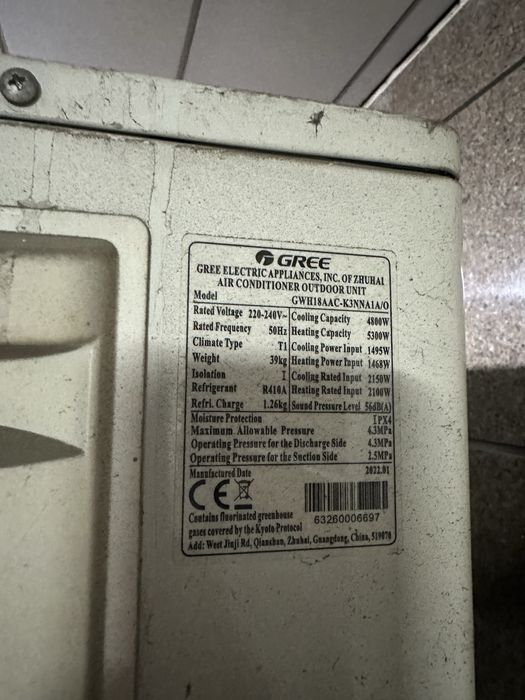 GREE
GREE ELECTRIC APPLIANCES, INC. OF ZHUHAI
AIR CONDITIONER OUTDOOR UNIT
Model GWH18AAC-K3NNA1A/O
Rated Voltage 220-240V~ Cooling Capacity 4800W
Rated Frequency 50Hz Heating Capacity 5300W
Climate Type T1 Cooling Power Input 1495W
Weight 39kg Heating Power Input 1468W
Isolation I Cooling Rated Input 2150W
Refrigerant R410A Heating Rated Input 2100W
Refri. Charge 1.26kg Sound Pressure Level 56dB(A)
Moisture Protection IPX4
Maximum Allowable Pressure 4.3MPa
Operating Pressure for the Discharge Side 4.3MPa
Operating Pressure for the Suction Side 2.5MPa
Manufactured Date 2022.01
CE
Contains fluorinated greenhouse
gases covered by the Kyoto Protocol
63260006697
Add: West Jinji Rd, Qianshan, Zhuhai, Guangdong, China, 519070